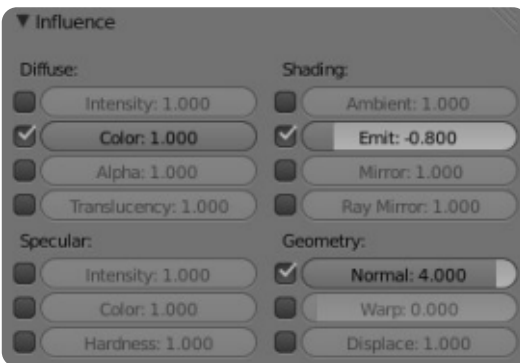 Influence
Diffuse: Shading:
Intensity: 1.000 Ambient: 1.000
Color: 1.000 Emit: -0.800
Alpha: 1.000 Mirror: 1.000
Translucency: 1.000 Ray Mirror: 1.000
Specular: Geometry:
Intensity: 1.000 Normal: 4.000
Color: 1.000 Warp: 0.000
Hardness: 1.000 Displace: 1.000